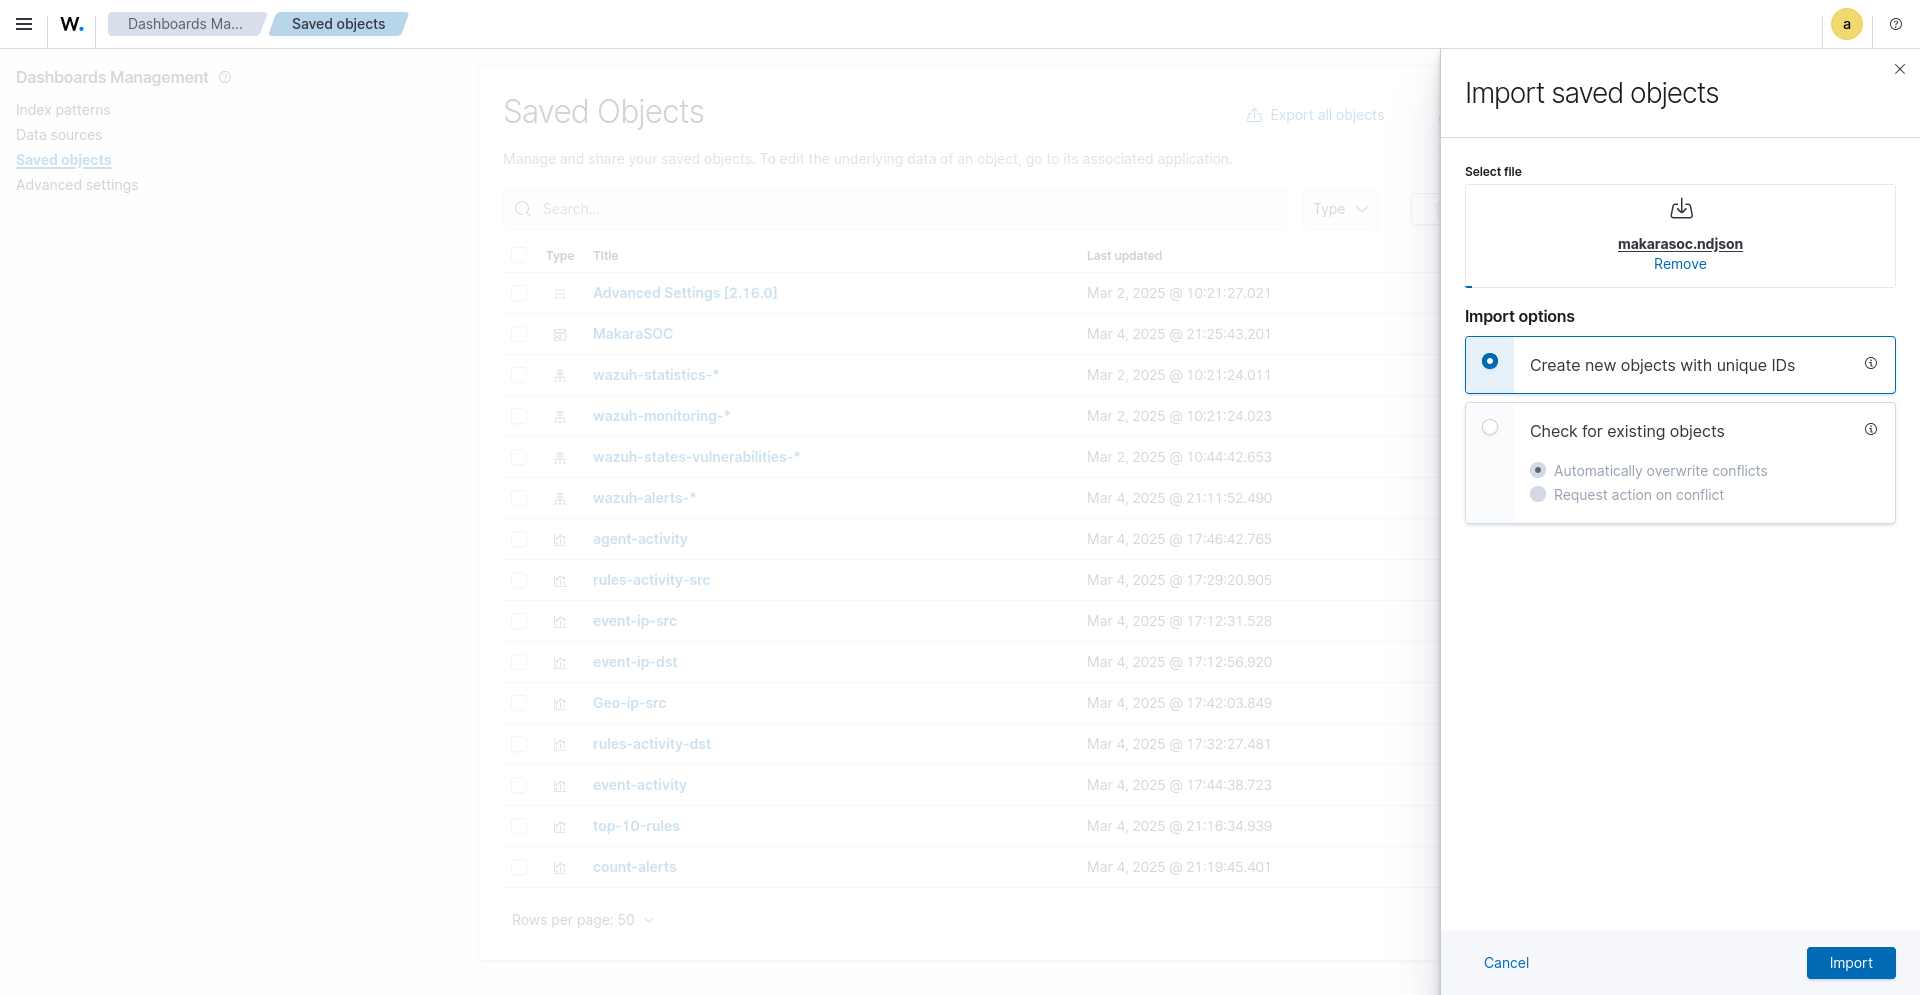 W.
Dashboards Ma...
Saved objects
a
Dashboards Management
Index patterns
Data sources
Saved objects
Advanced settings
Saved Objects
Export all objects
Manage and share your saved objects. To edit the underlying data of an object, go to its associated application.
Search...
Type
Type Title Last updated
Advanced Settings [2.16.0] Mar 2, 2025 @ 10:21:27.021
MakaraSOC Mar 4, 2025 @ 21:25:43.201
wazuh-statistics-* Mar 2, 2025 @ 10:21:24.011
wazuh-monitoring-* Mar 2, 2025 @ 10:21:24.023
wazuh-states-vulnerabilities-* Mar 2, 2025 @ 10:44:42.653
wazuh-alerts-* Mar 4, 2025 @ 21:11:52.490
agent-activity Mar 4, 2025 @ 17:46:42.765
rules-activity-src Mar 4, 2025 @ 17:29:20.905
event-ip-src Mar 4, 2025 @ 17:12:31.528
event-ip-dst Mar 4, 2025 @ 17:12:56.920
Geo-ip-src Mar 4, 2025 @ 17:42:03.849
rules-activity-dst Mar 4, 2025 @ 17:32:27.481
event-activity Mar 4, 2025 @ 17:44:38.723
top-10-rules Mar 4, 2025 @ 21:16:34.939
count-alerts Mar 4, 2025 @ 21:19:45.401
Rows per page: 50
Import saved objects
Select file
makarasoc.ndjson
Remove
Import options
Create new objects with unique IDs
Check for existing objects
Automatically overwrite conflicts
Request action on conflict
Cancel
Import